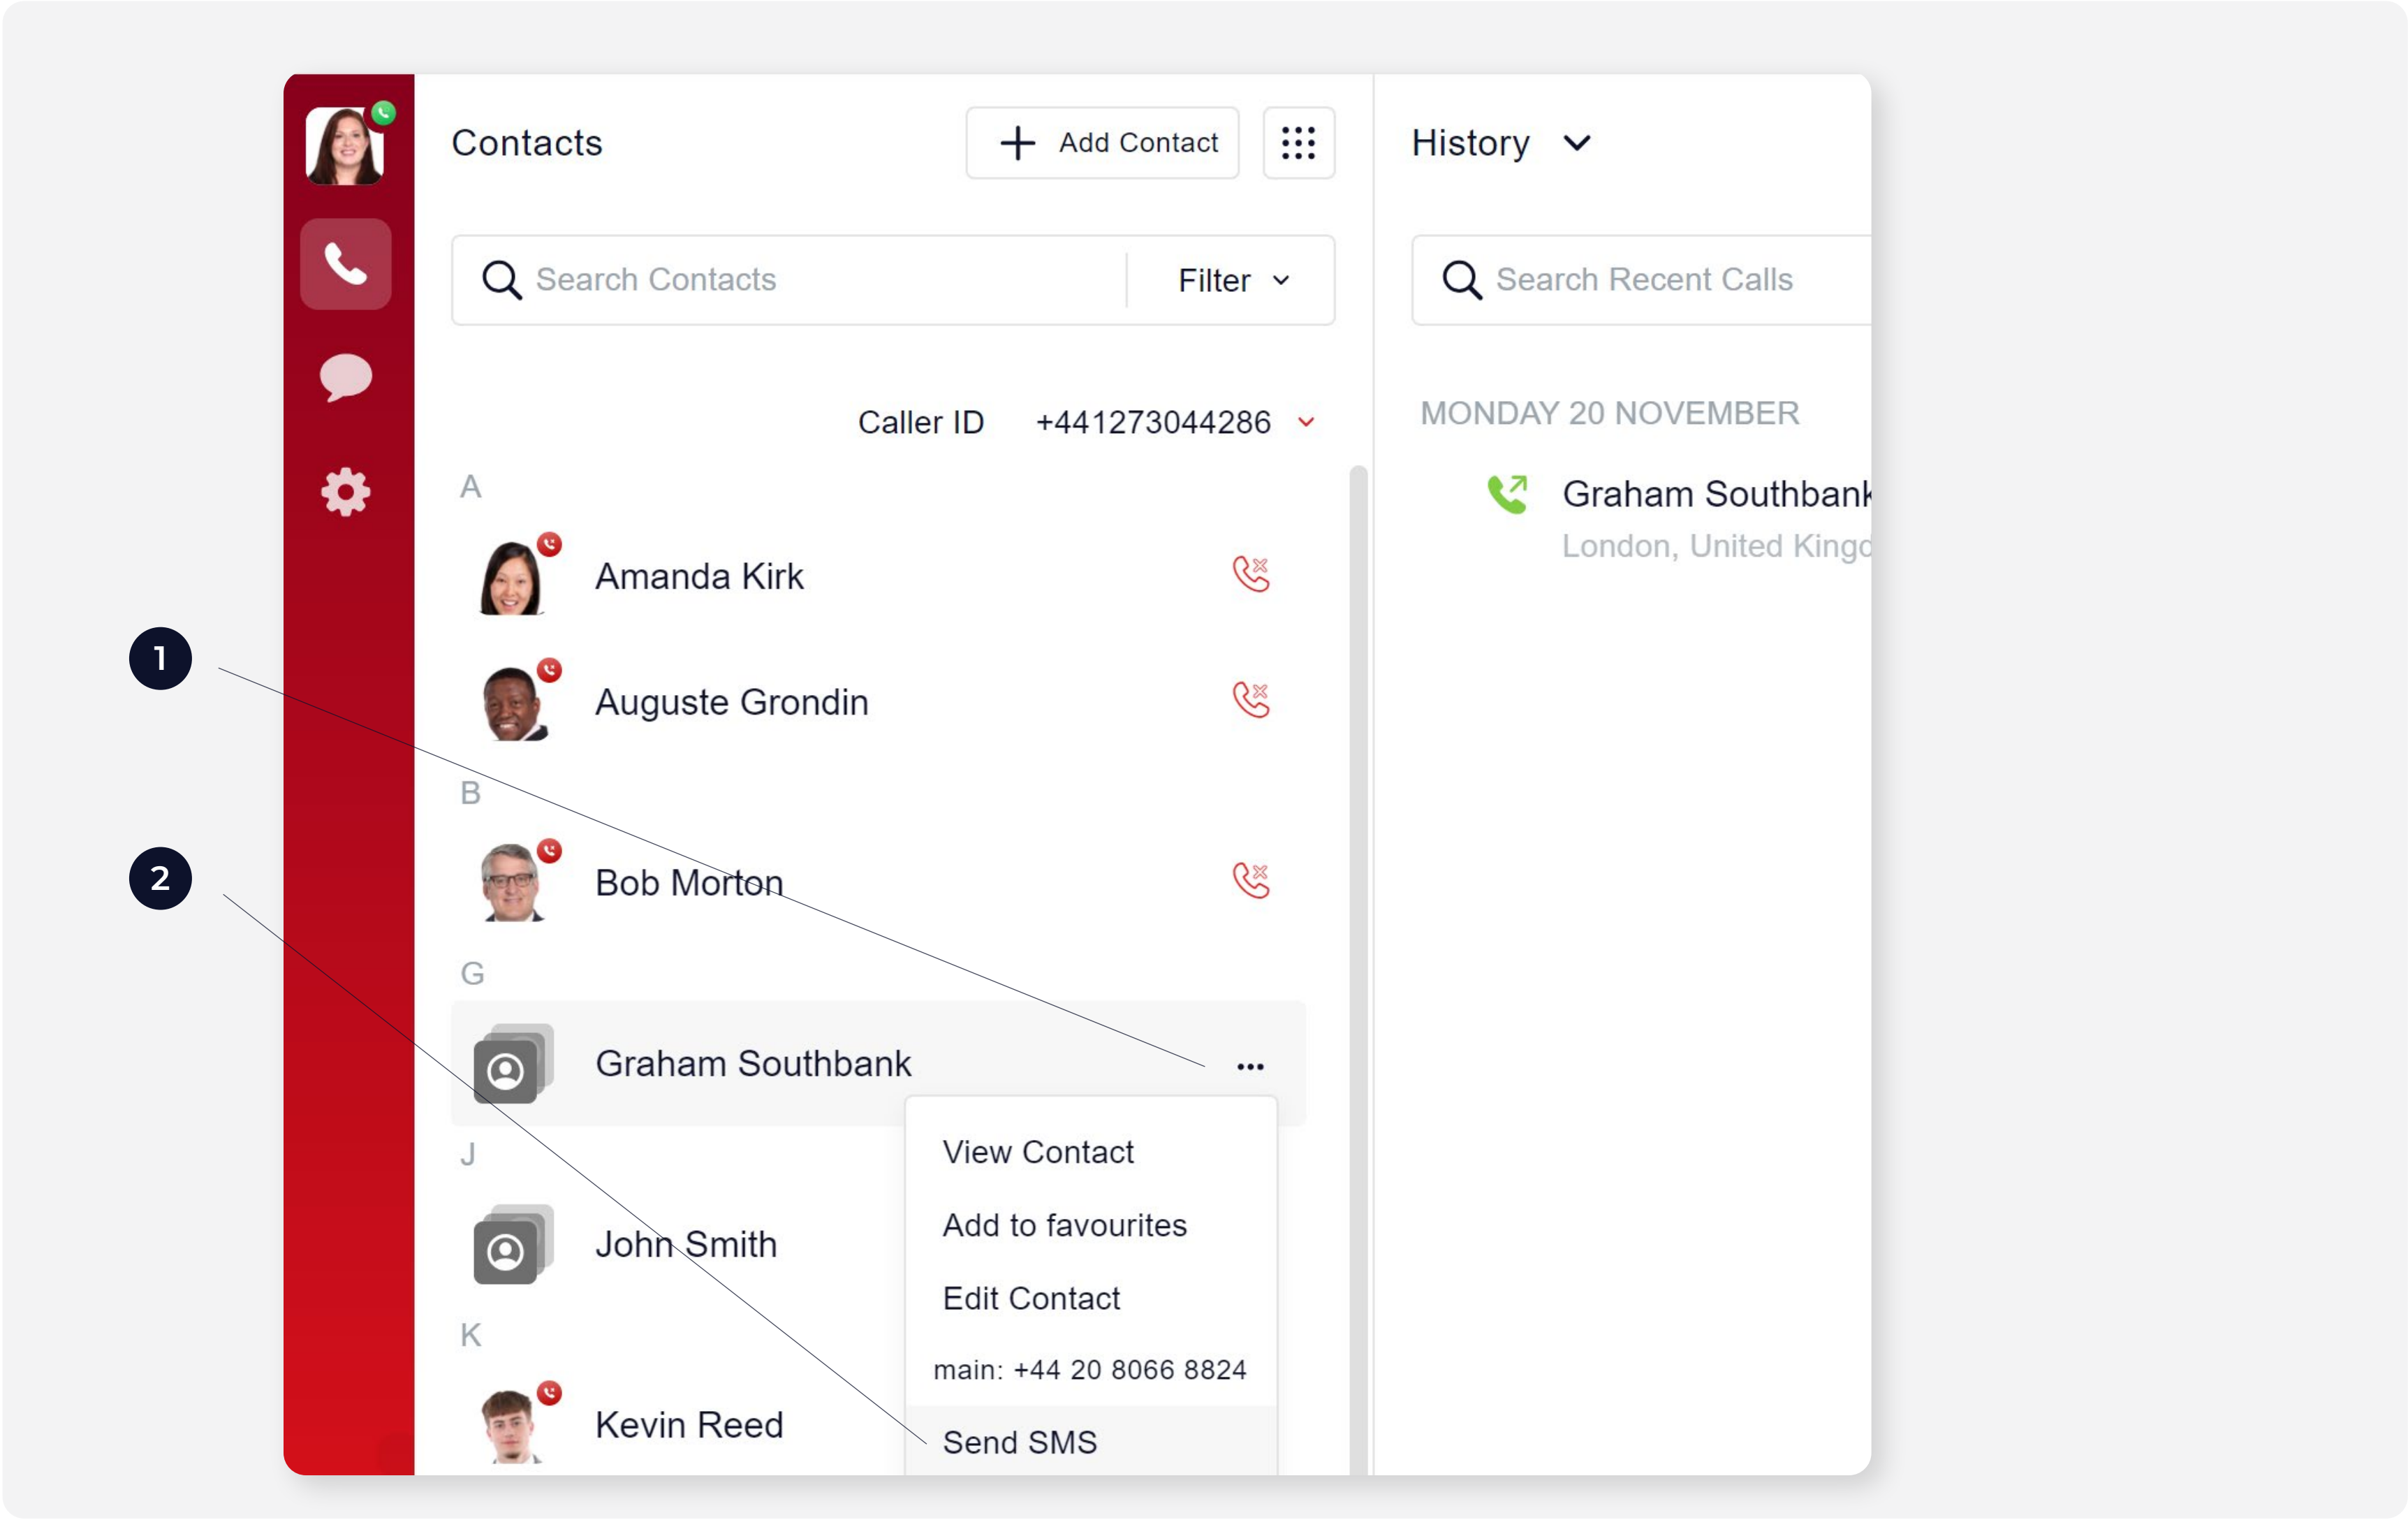 Contacts
Add Contact
History
Search Contacts
Filter
Search Recent Calls
Caller ID +441273044286
MONDAY 20 NOVEMBER
A
Graham Southbank
London, United Kingd
Amanda Kirk
1
Auguste Grondin
B
2
Bob Morton
G
Graham Southbank
View Contact
J
Add to favourites
John Smith
Edit Contact
K
main: +44 20 8066 8824
Kevin Reed
Send SMS